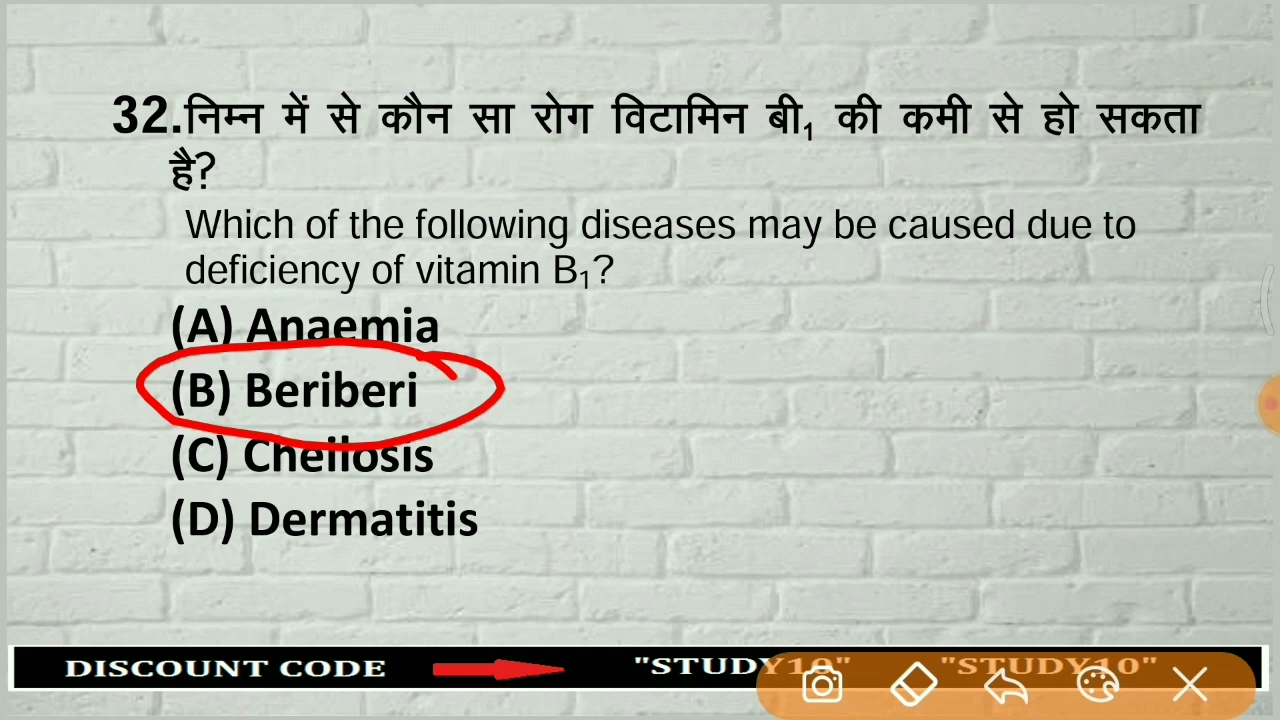 32.निम्न में से कौन सा रोग विटामिन बी₁ की कमी से हो सकता
है?
Which of the following diseases may be caused due to
deficiency of vitamin B₁?
(A) Anaemia
(B) Beriberi
(C) Cheilosis
(D) Dermatitis
DISCOUNT CODE "STUDY10" "STUDY10"